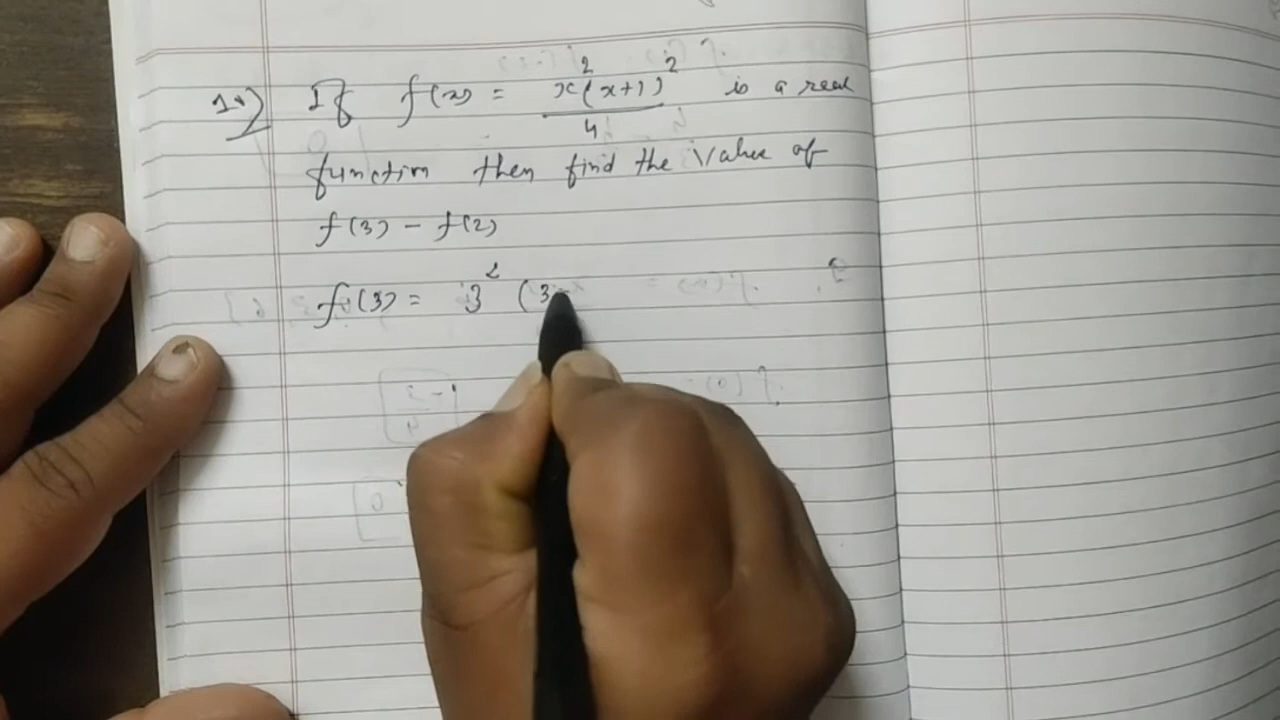 1.) If f(x) = x²(x+1)² / 4 is a real
function then find the value of
f(3) - f(2)
f(3) = 3² (3